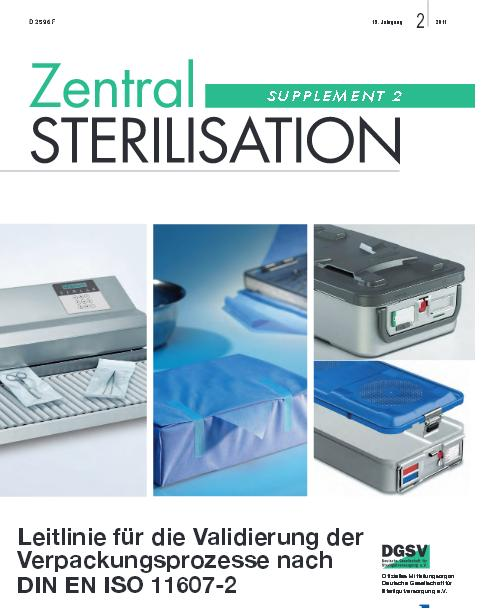 D 3596 F
19. Jahrgang 2 2011
Zentral
SUPPLEMENT 2
STERILISATION
Leitlinie für die Validierung der
Verpackungsprozesse nach
DIN EN ISO 11607-2
DGSV
Deutsche Gesellschaft für
Sterilgutversorgung e.V.
Offizielles Mitteilungsorgan
Deutsche Gesellschaft für
Sterilgutversorgung e.V.